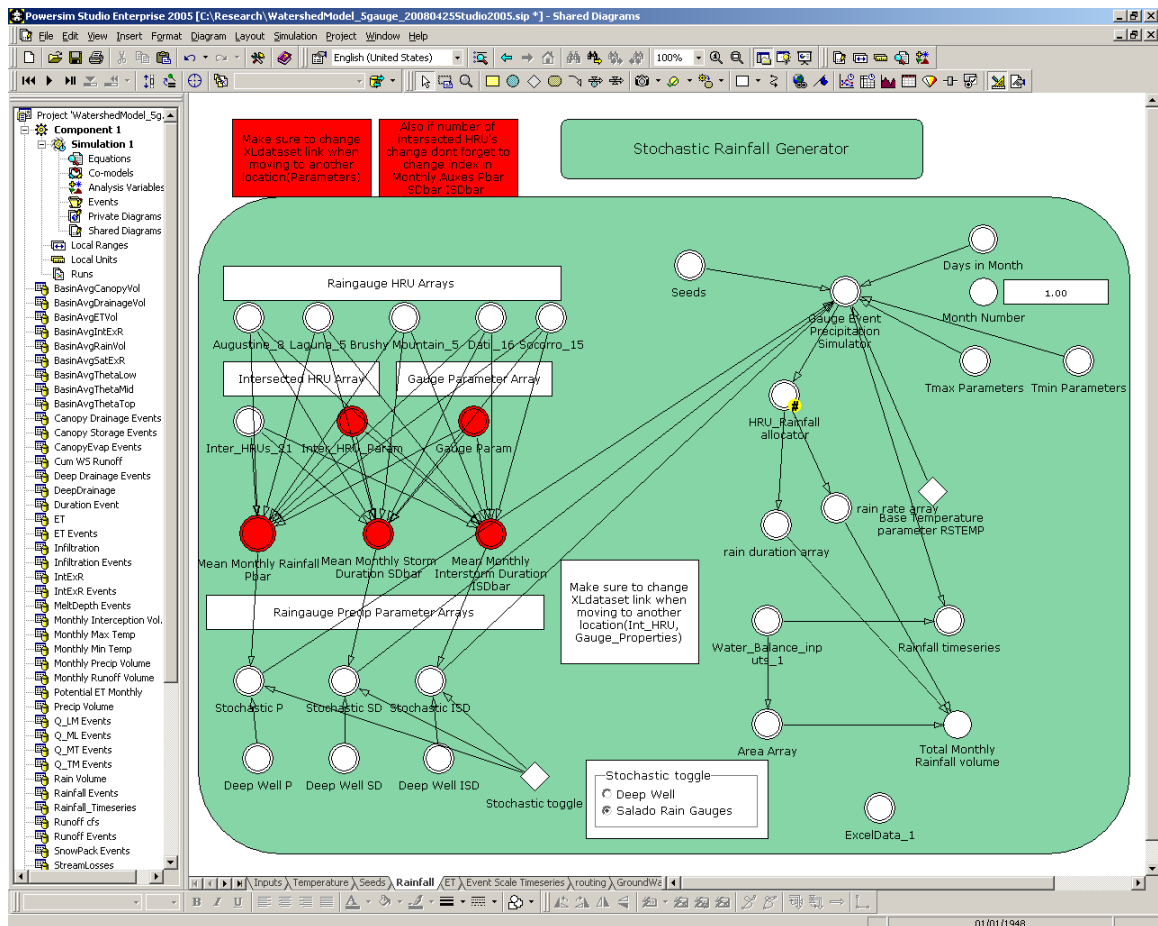 Powersim Studio Enterprise 2005 [C:\Research\WatershedModel_5gauge_20080425Studio2005.sip *] - Shared Diagrams
File Edit View Insert Format Diagram Layout Simulation Project Window Help
English (United States)
100%
Project 'WatershedModel_5g
Component 1
Simulation 1
Equations
Co-models
Analysis Variables
Events
Private Diagrams
Shared Diagrams
Local Ranges
Local Units
Runs
BasinAvgCanopyVol
BasinAvgDrainageVol
BasinAvgETVol
BasinAvgIntExR
BasinAvgRainVol
BasinAvgSatExR
BasinAvgThetaLow
BasinAvgThetaMid
BasinAvgThetaTop
Canopy Drainage Events
Canopy Storage Events
CanopyEvap Events
Cum WS Runoff
Deep Drainage Events
DeepDrainage
Duration Event
ET
ET Events
Infiltration
Infiltration Events
IntExR
IntExR Events
MeltDepth Events
Monthly Interception Vol.
Monthly Max Temp
Monthly Min Temp
Monthly Precip Volume
Monthly Runoff Volume
Potential ET Monthly
Precip Volume
Q_LM Events
Q_ML Events
Q_MT Events
Q_TM Events
Rain Volume
Rainfall Events
Rainfall_Timeseries
Runoff cfs
Runoff Events
SnowPack Events
StreamLosses
Make sure to change
XLdataset link when
moving to another
location(Parameters)
Also if number of
intersected HRU's
change dont forget to
change index in
Monthly Auxes Pbar
SDbar ISDbar
Stochastic Rainfall Generator
Raingauge HRU Arrays
Augustine_8 Laguna_5 Brushy Mountain_5 Dati_16 Socorro_15
Intersected HRU Array
Gauge Parameter Array
Inter_HRUs_S1 Inter_HRU_Param Gauge Param
Mean Monthly Rainfall
Pbar
Mean Monthly Storm
Duration SDbar
Mean Monthly
Interstorm Duration
ISDbar
Raingauge Precip Parameter Arrays
Stochastic P Stochastic SD Stochastic ISD
Deep Well P Deep Well SD Deep Well ISD
Stochastic toggle
Make sure to change
XLdataset link when
moving to another
location(Int_HRU,
Gauge_Properties)
Stochastic toggle
Deep Well
Salado Rain Gauges
Seeds
Days in Month
1.00
Month Number
Gauge Event
Precipitation
Simulator
Tmax Parameters
Tmin Parameters
#
HRU_Rainfall
allocator
rain rate array
Base Temperature
parameter RSTEMP
rain duration array
Water_Balance_inp
uts_1
Rainfall timeseries
Area Array
Total Monthly
Rainfall volume
ExcelData_1
Inputs Temperature Seeds Rainfall ET Event Scale Timeseries routing GroundWa
B I U
A
01/01/1948